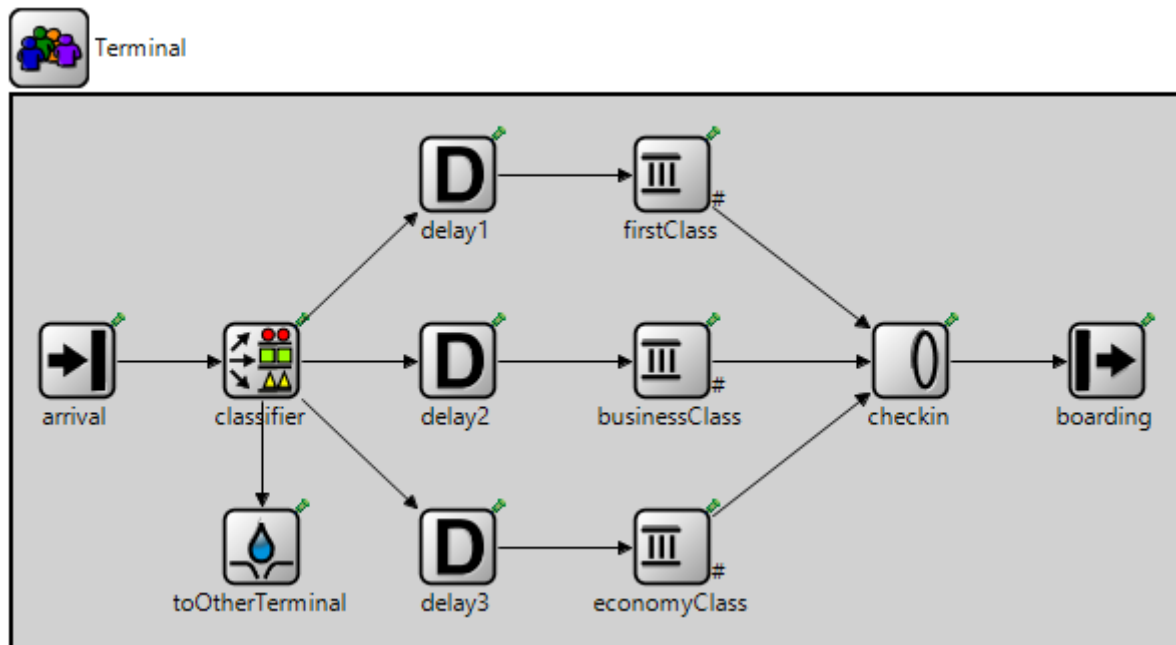 Terminal
D
delay1
#
firstClass
arrival
classifier
D
delay2
#
businessClass
checkin
boarding
toOtherTerminal
D
delay3
#
economyClass